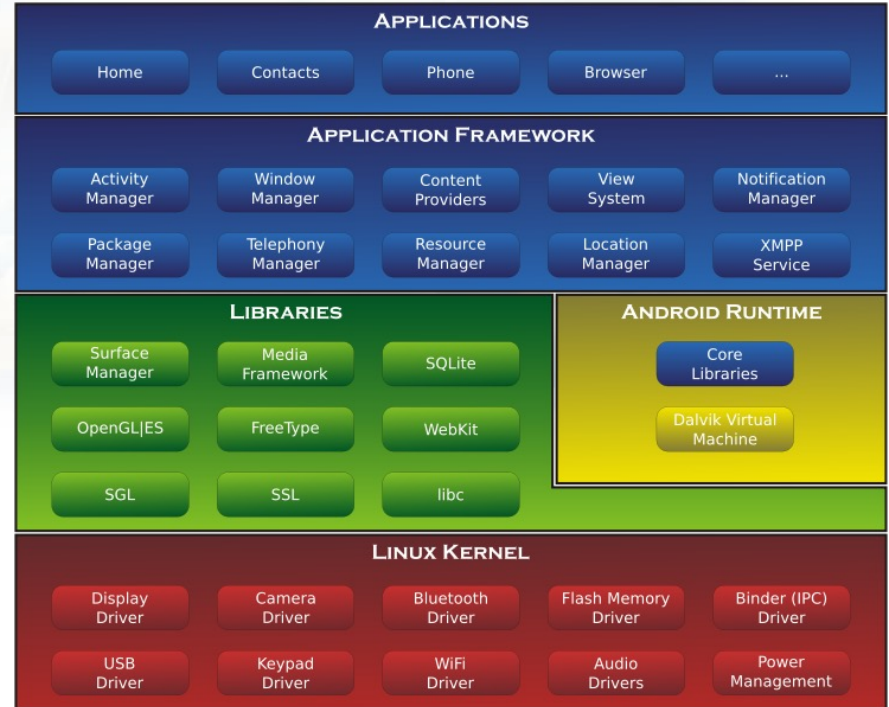 APPLICATIONS
Home
Contacts
Phone
Browser
...
APPLICATION FRAMEWORK
Activity
Manager
Window
Manager
Content
Providers
View
System
Notification
Manager
Package
Manager
Telephony
Manager
Resource
Manager
Location
Manager
XMPP
Service
LIBRARIES
Surface
Manager
Media
Framework
SQLite
OpenGL|ES
FreeType
WebKit
SGL
SSL
libc
ANDROID RUNTIME
Core
Libraries
Dalvik Virtual
Machine
LINUX KERNEL
Display
Driver
Camera
Driver
Bluetooth
Driver
Flash Memory
Driver
Binder (IPC)
Driver
USB
Driver
Keypad
Driver
WiFi
Driver
Audio
Drivers
Power
Management